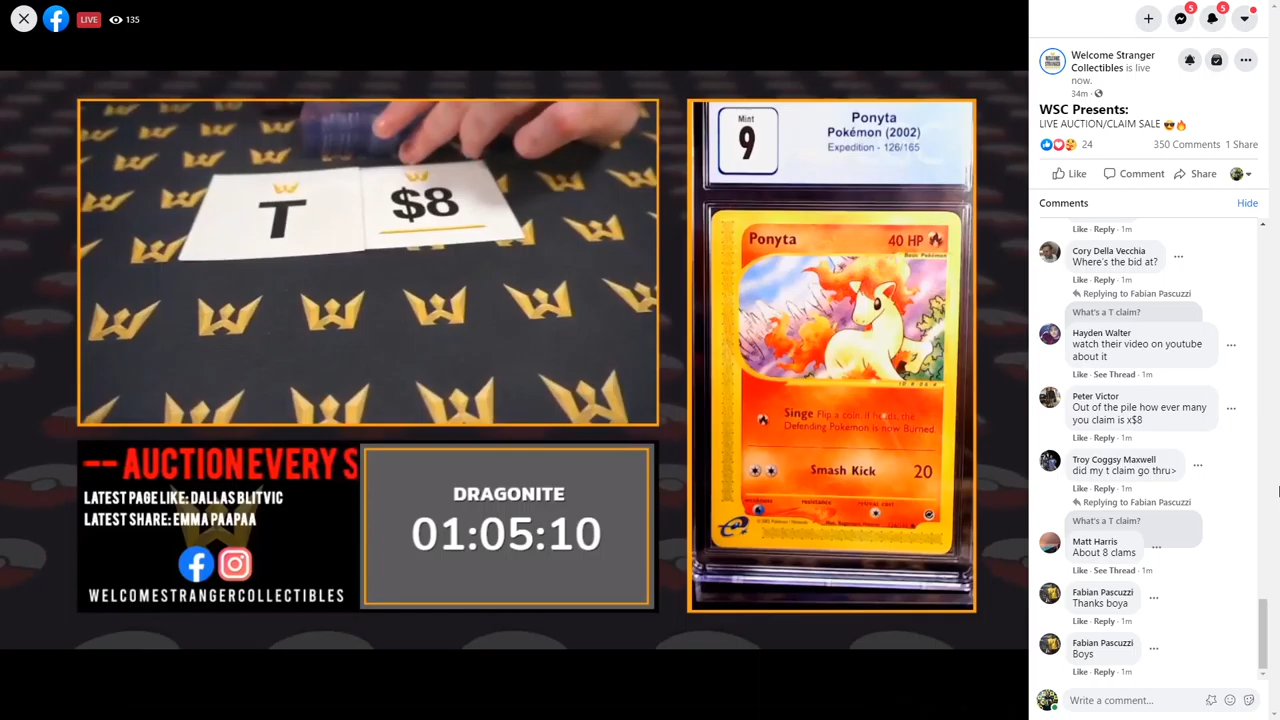 LIVE
135
T
$8
-- AUCTION EVERY S
LATEST PAGE LIKE: DALLAS BLITVIC
LATEST SHARE: EMMA PAAPAA
WELCOMESTRANGERCOLLECTIBLES
DRAGONITE
01:05:10
Mint
9
Ponyta
Pokémon (2002)
Expedition - 126/165
Ponyta
40 HP
Basic Pokémon
Singe Flip a coin. If heads, the
Defending Pokémon is now Burned.
Smash Kick 20
weakness resistance retreat cost
5
5
Welcome Stranger
Collectibles is live
now.
34m
WSC Presents:
LIVE AUCTION/CLAIM SALE 😎🔥
24
350 Comments 1 Share
Like Comment Share
Comments Hide
Like · Reply · 1m
Cory Della Vecchia
Where's the bid at?
Like · Reply · 1m
Replying to Fabian Pascuzzi
What's a T claim?
Hayden Walter
watch their video on youtube
about it
Like · See Thread · 1m
Peter Victor
Out of the pile how ever many
you claim is x$8
Like · Reply · 1m
Troy Coggsy Maxwell
did my t claim go thru>
Like · Reply · 1m
Replying to Fabian Pascuzzi
What's a T claim?
Matt Harris
About 8 clams
Like · See Thread · 1m
Fabian Pascuzzi
Thanks boya
Like · Reply · 1m
Fabian Pascuzzi
Boys
Like · Reply · 1m
Write a comment...